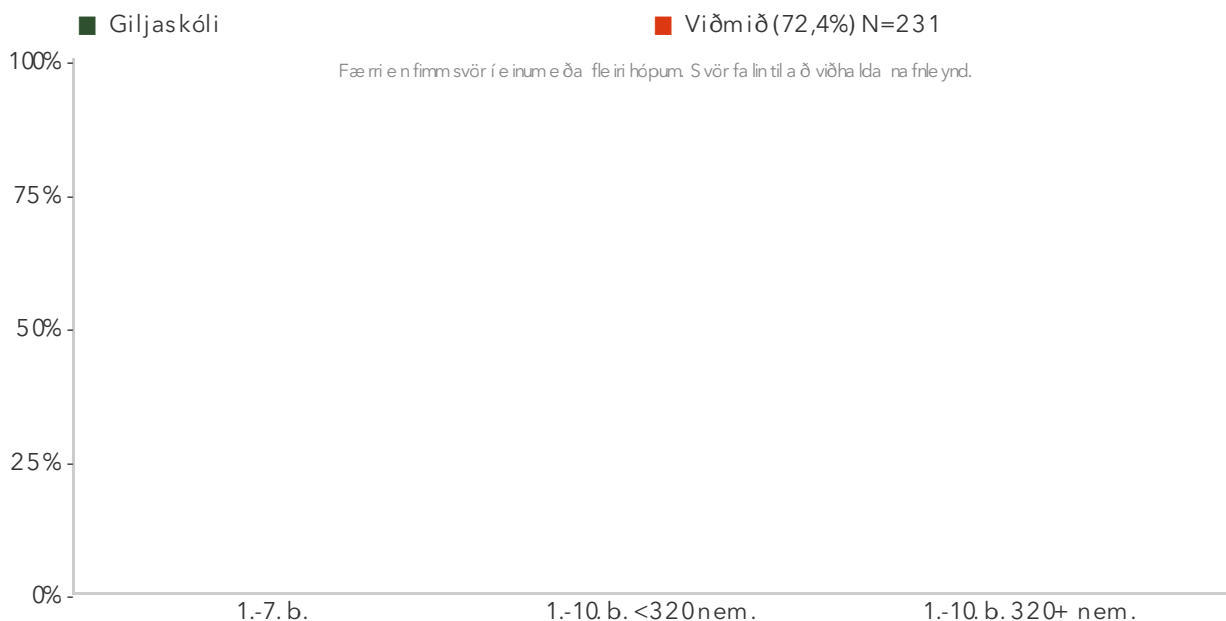 Giljaskóli
Viðmið (72,4%) N=231
100%
Færri en fimm svör í einum eða fleiri hópum. Svör falin til að viðhalda nafnleynd.
75%
50%
25%
0%
1.-7. b.
1.-10. b. <320 nem.
1.-10. b. 320+ nem.